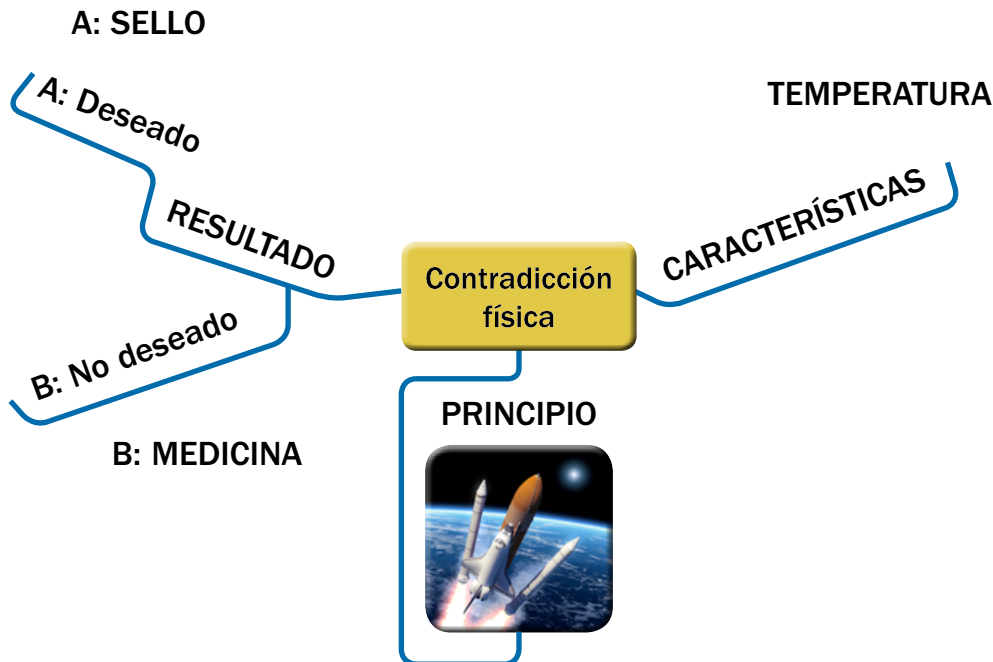 A: SELLO
A: Deseado
TEMPERATURA
RESULTADO
CARACTERÍSTICAS
Contradicción
física
B: No deseado
PRINCIPIO
B: MEDICINA